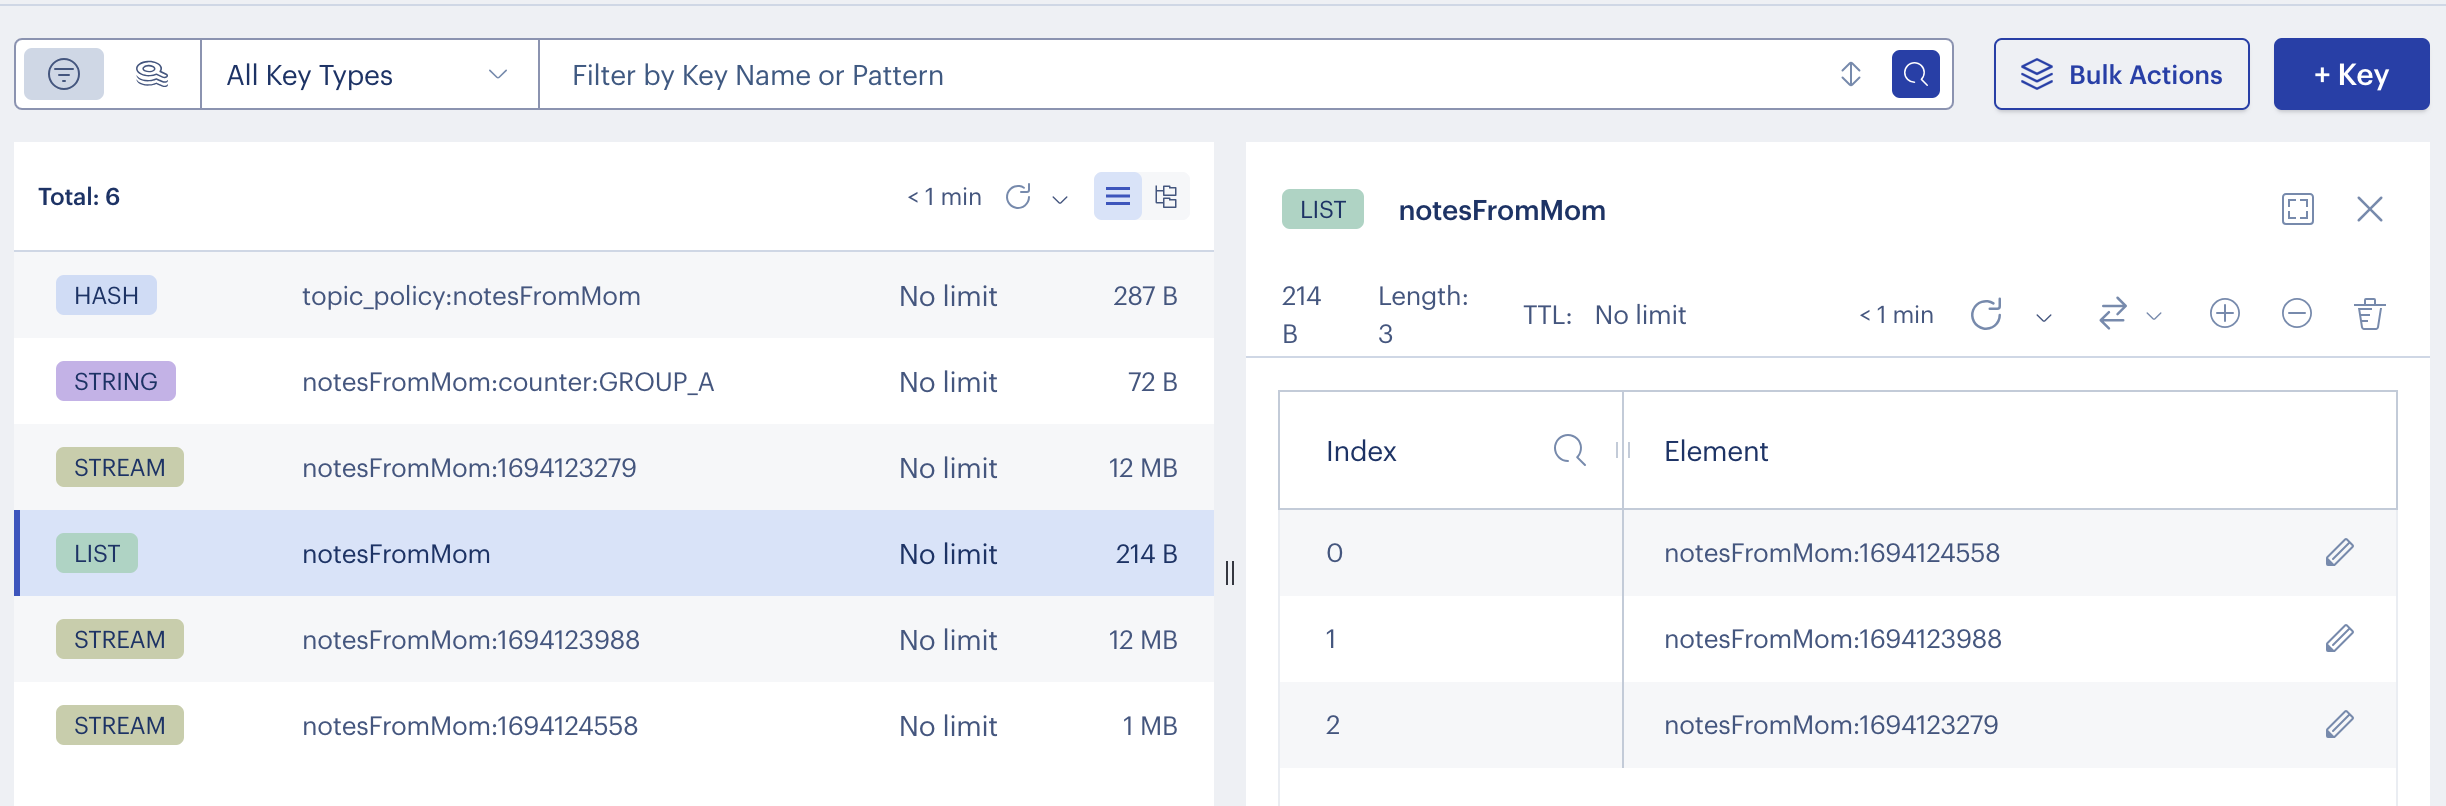 All Key Types
Filter by Key Name or Pattern
Bulk Actions
+ Key
Total: 6
< 1 min
HASH topic_policy:notesFromMom No limit 287 B
STRING notesFromMom:counter:GROUP_A No limit 72 B
STREAM notesFromMom:1694123279 No limit 12 MB
LIST notesFromMom No limit 214 B
STREAM notesFromMom:1694123988 No limit 12 MB
STREAM notesFromMom:1694124558 No limit 1 MB
LIST notesFromMom
214 B
Length: 3
TTL: No limit
< 1 min
Index Element
0 notesFromMom:1694124558
1 notesFromMom:1694123988
2 notesFromMom:1694123279